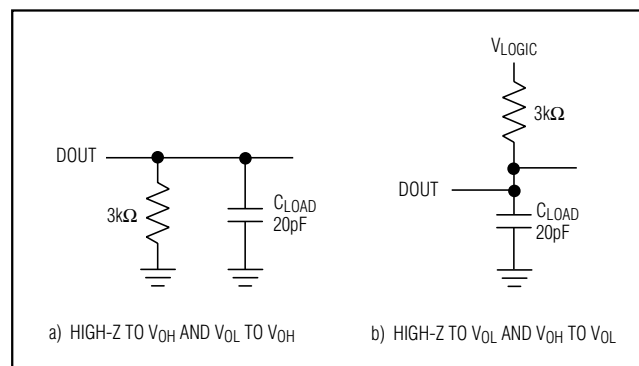 DOUT
3kΩ
CLOAD
20pF
a) HIGH-Z TO VOH AND VOL TO VOH
VLOGIC
3kΩ
DOUT
CLOAD
20pF
b) HIGH-Z TO VOL AND VOH TO VOL